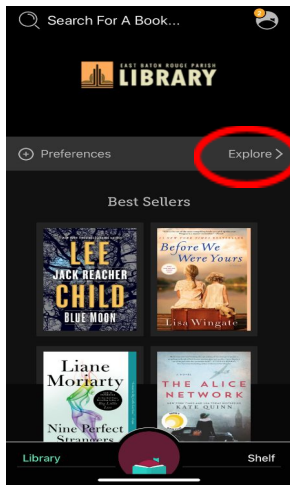 Search For A Book...
EAST BATON ROUGE PARISH
LIBRARY
Preferences
Explore >
Best Sellers
LEE
JACK REACHER
CHILD
BLUE MOON
Before We
Were Yours
Lisa Wingate
Liane
Moriarty
Nine Perfect
Strangers
THE ALICE
NETWORK
KATE QUINN
Library
Shelf